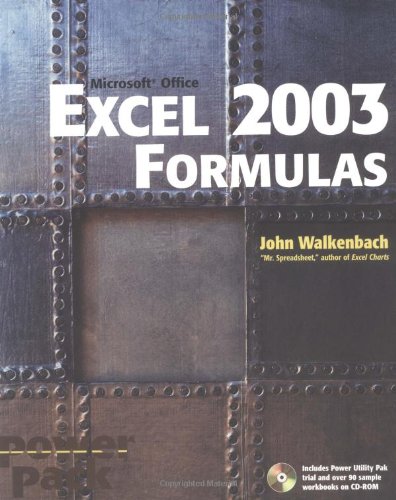 Microsoft® Office
EXCEL 2003
FORMULAS
John Walkenbach
"Mr. Spreadsheet," author of Excel Charts
power
Pack
Includes Power Utility Pak
trial and over 90 sample
workbooks on CD-ROM